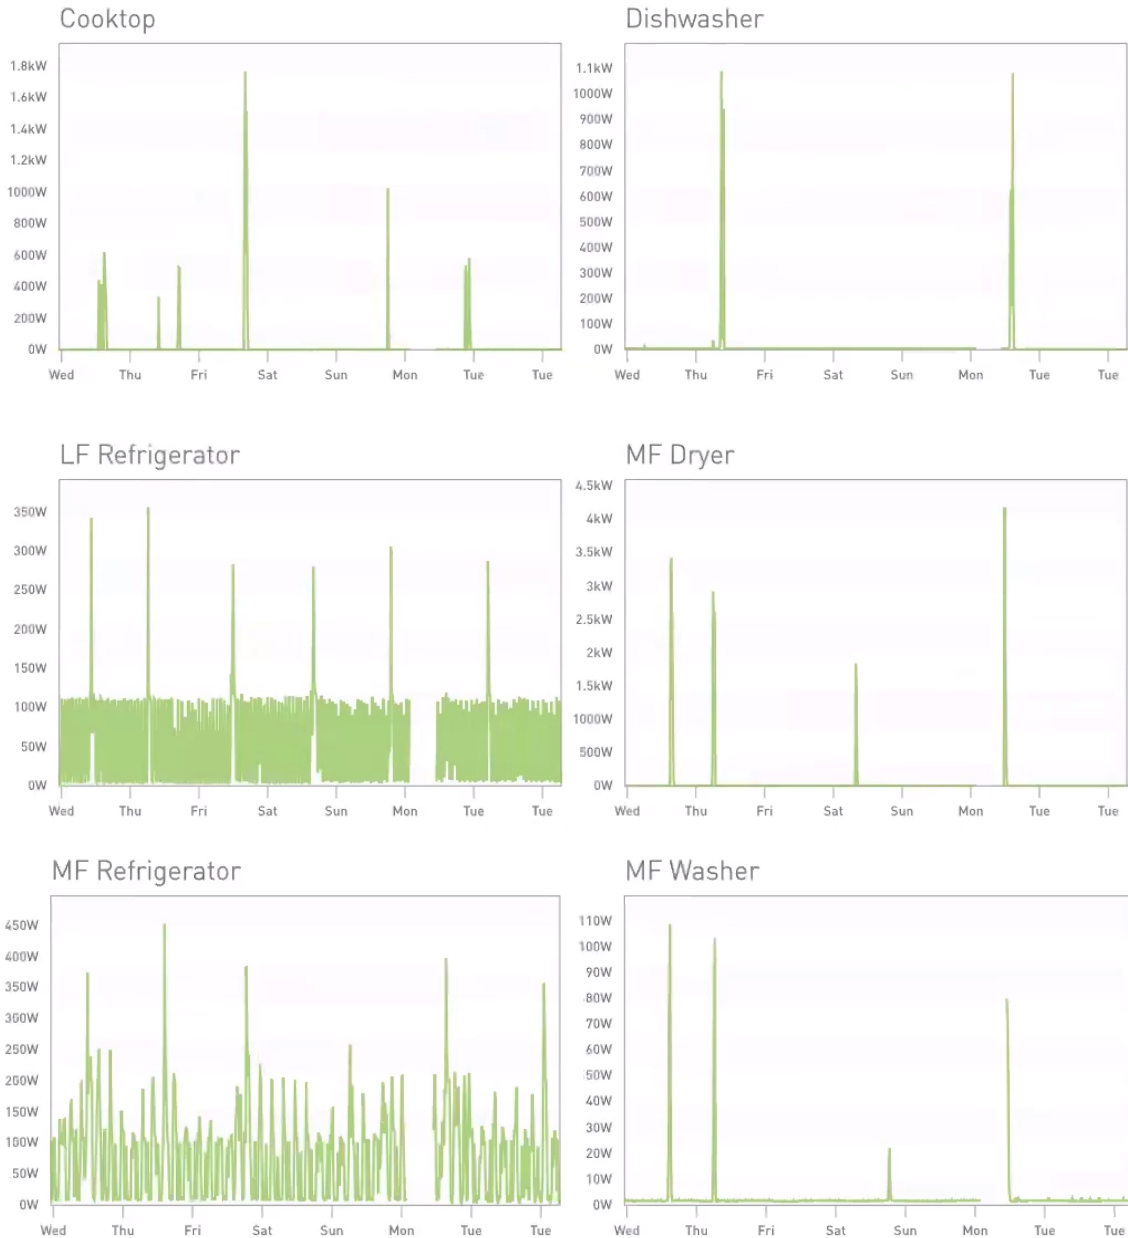 Cooktop
1.8kW
1.6kW
1.4kW
1.2kW
1000W
800W
600W
400W
200W
0W
Wed Thu Fri Sat Sun Mon Tue Tue
Dishwasher
1.1kW
1000W
900W
800W
700W
600W
500W
400W
300W
200W
100W
0W
Wed Thu Fri Sat Sun Mon Tue Tue
LF Refrigerator
350W
300W
250W
200W
150W
100W
50W
0W
Wed Thu Fri Sat Sun Mon Tue Tue
MF Dryer
4.5kW
4kW
3.5kW
3kW
2.5kW
2kW
1.5kW
1000W
500W
0W
Wed Thu Fri Sat Sun Mon Tue Tue
MF Refrigerator
450W
400W
350W
300W
250W
200W
150W
100W
50W
0W
Wed Thu Fri Sat Sun Mon Tue Tue
MF Washer
110W
100W
90W
80W
70W
60W
50W
40W
30W
20W
10W
0W
Wed Thu Fri Sat Sun Mon Tue Tue